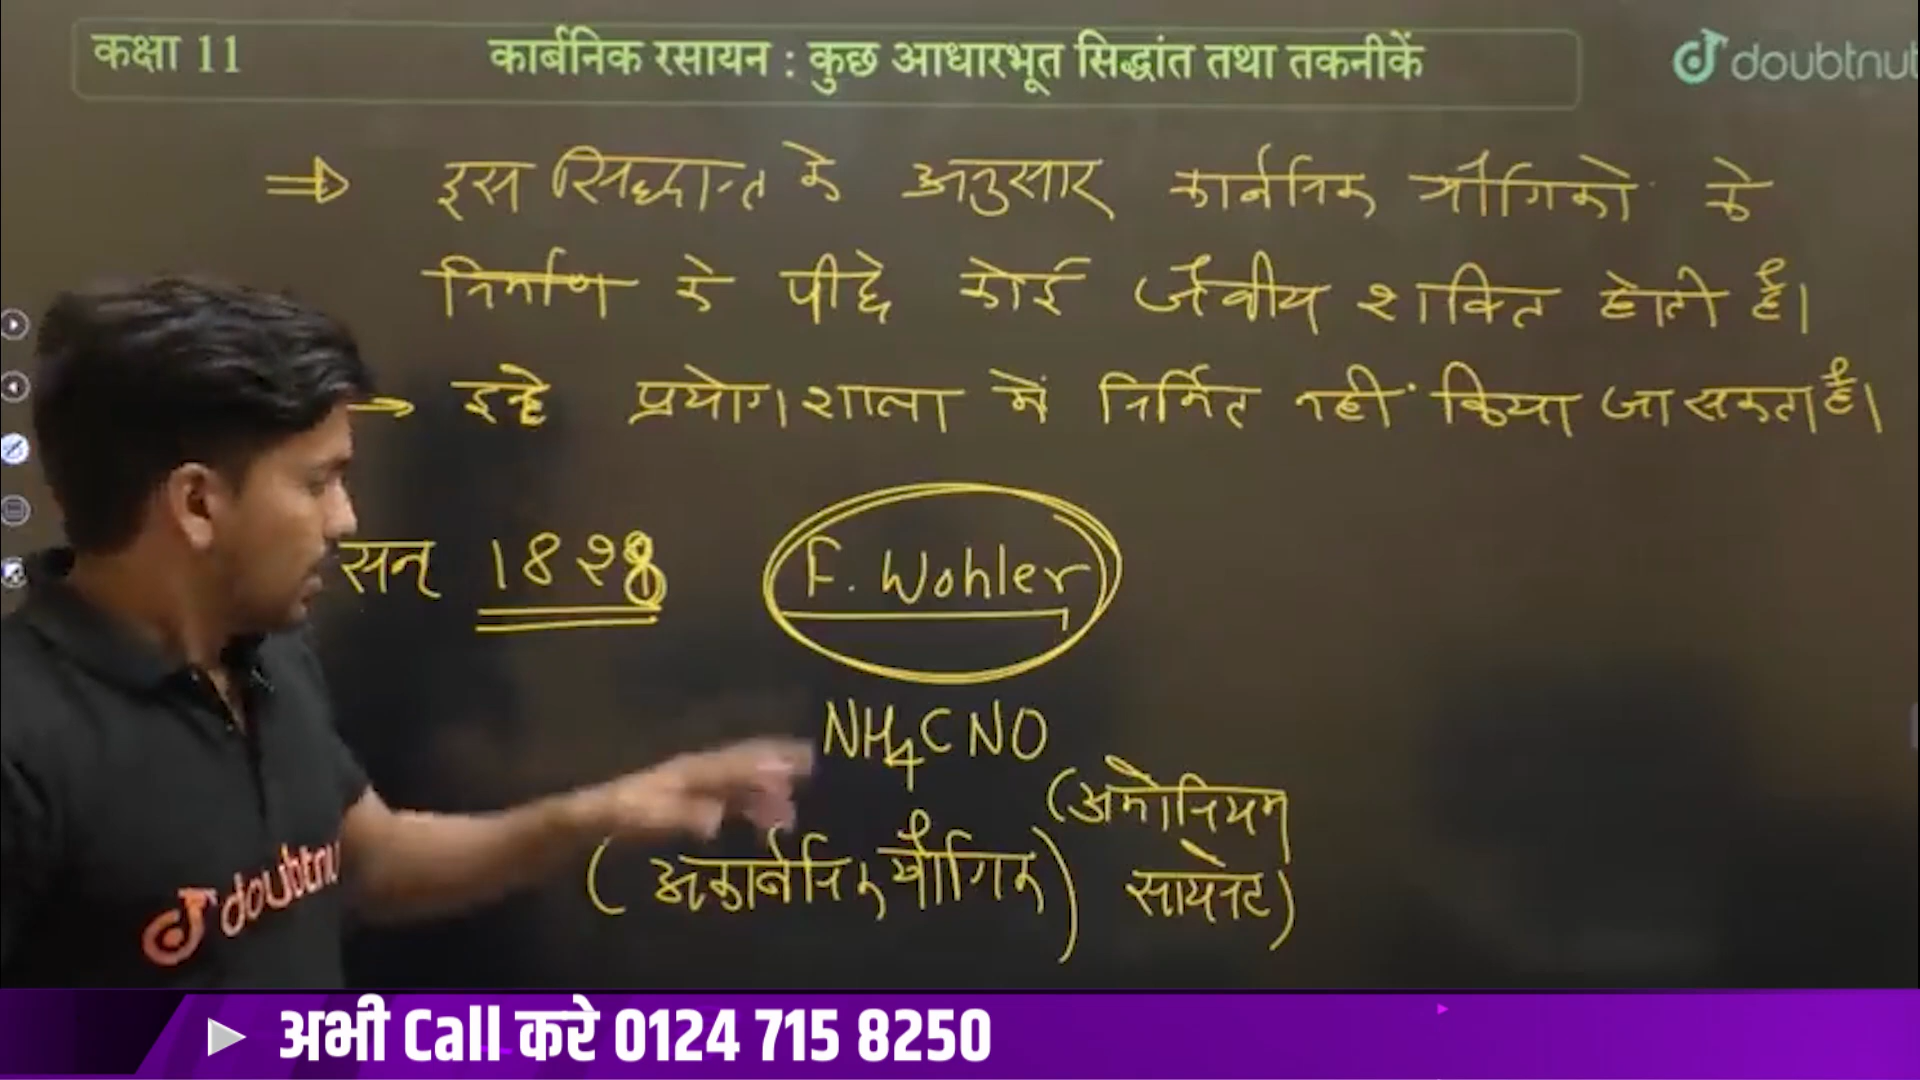 कक्षा 11
कार्बनिक रसायन : कुछ आधारभूत सिद्धांत तथा तकनीकें
doubtnut
⇒ इस सिद्धान्त के अनुसार कार्बनिक यौगिको के
निर्माण के पीछे कोई जैवीय शक्ति होती है।
→ इन्हे प्रयोगशाला में निर्मित नहीं किया जा सकता है।
सन् 1828
F. Wohler
NH4CNO
(अमोनियम
सायनेट)
(अकार्बनिक यौगिक)
doubtnu
अभी Call करे 0124 715 8250